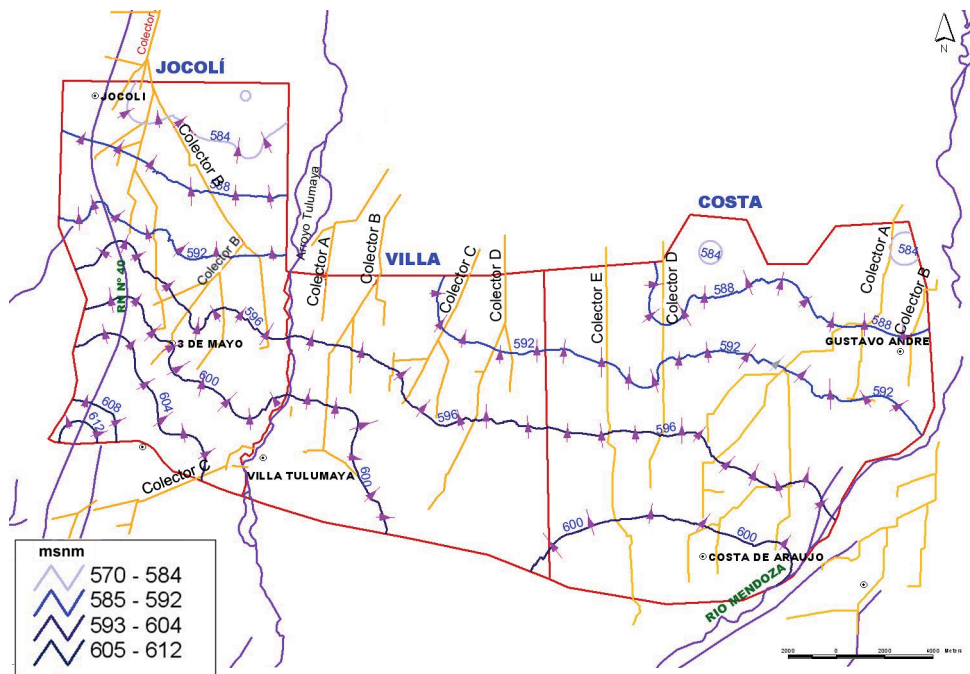 Colector
N
JOCOLÍ
JOCOLI
584
Colector B
588
592
Colector B
RN Nº 40
596
3 DE MAYO
600
604
608
612
Colector C
Arroyo Tulumaya
Colector A
Colector B
VILLA
Colector C
Colector D
592
596
600
VILLA TULUMAYA
COSTA
584
Colector E
Colector D
588
Colector A
584
Colector B
588
GUSTAVO ANDRE
592
592
596
600
600
COSTA DE ARAUJO
RIO MENDOZA
msnm
570 - 584
585 - 592
593 - 604
605 - 612
2000 0 2000 4000 Meters